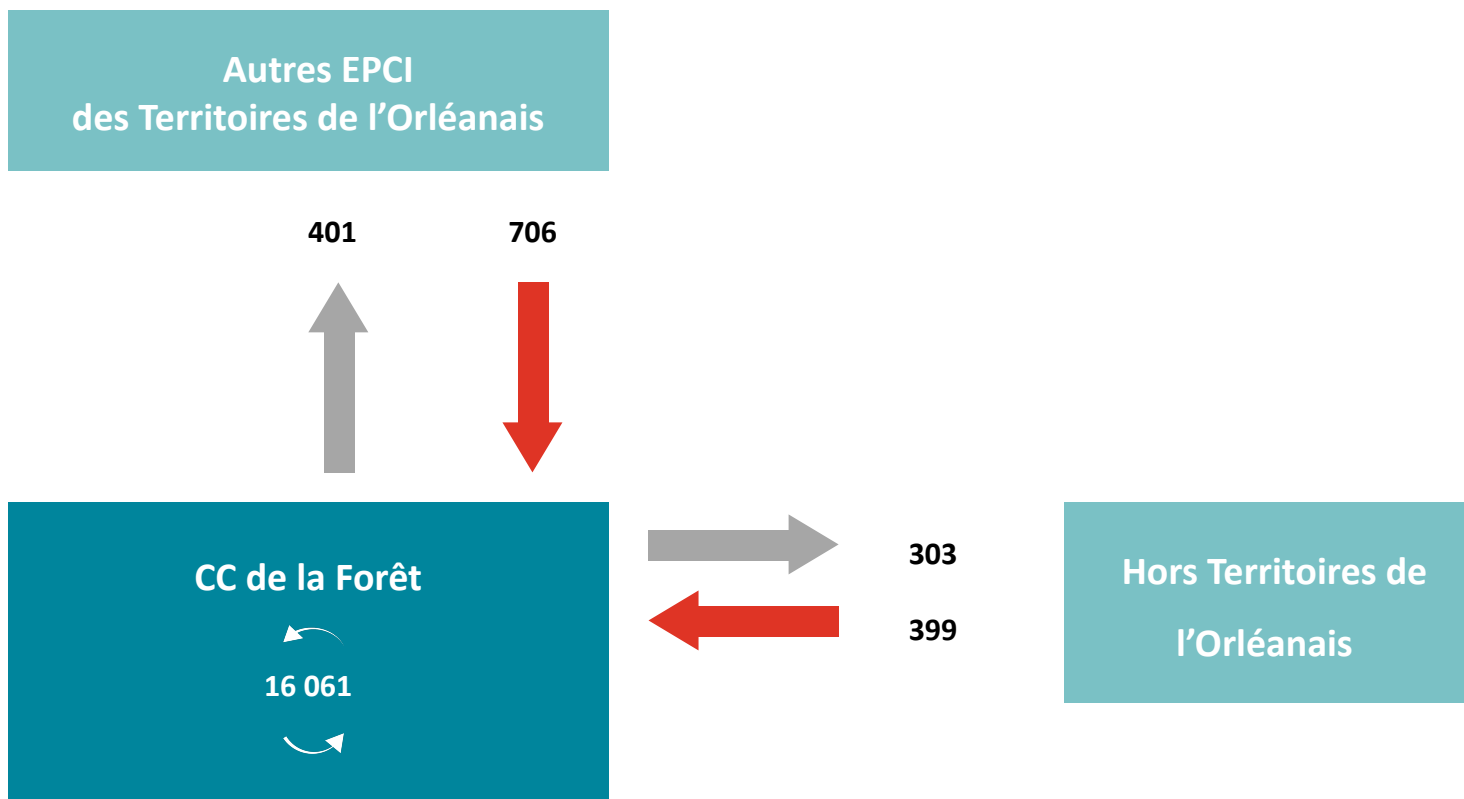 Autres EPCI
des Territoires de l’Orléanais
401
706
CC de la Forêt
16 061
303
399
Hors Territoires de
l’Orléanais